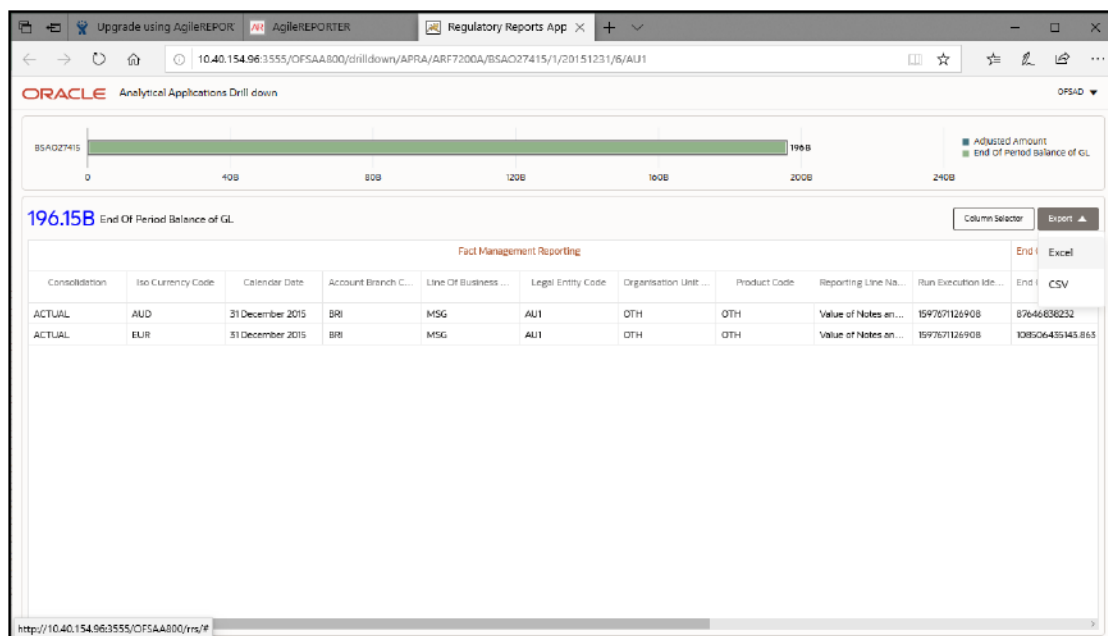 Upgrade using AgileREPOR AgileREPORTER Regulatory Reports App
10.40.154.96:3555/OFSAA800/drilldown/APRA/ARF7200A/BSAO27415/1/20151231/6/AU1
ORACLE Analytical Applications Drill down OFSAD
BSAO27415 196B
Adjusted Amount
End Of Period Balance of GL
0 40B 80B 120B 160B 200B 240B
196.15B End Of Period Balance of GL Column Selector Export
Fact Management Reporting End
Excel
Consolidation Iso Currency Code Calendar Date Account Branch C... Line Of Business ... Legal Entity Code Organisation Unit ... Product Code Reporting Line Na... Run Execution Ide... End
CSV
ACTUAL AUD 31 December 2015 BRI MSG AU1 OTH OTH Value of Notes an... 1597671126908 87646838232
ACTUAL EUR 31 December 2015 BRI MSG AU1 OTH OTH Value of Notes an... 1597671126908 108506435143.863
http://10.40.154.96:3555/OFSAA800/rrs/#